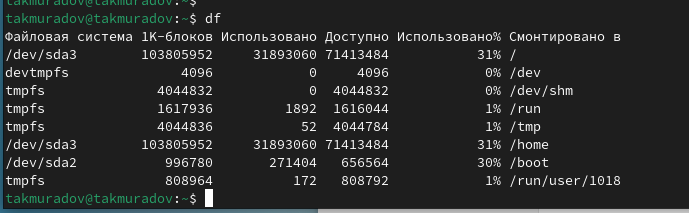 takmuradov@takmuradov:~$
takmuradov@takmuradov:~$ df
Файловая система 1K-блоков Использовано Доступно Использовано% Смонтировано в
/dev/sda3 103805952 31893060 71413484 31% /
devtmpfs 4096 0 4096 0% /dev
tmpfs 4044832 0 4044832 0% /dev/shm
tmpfs 1617936 1892 1616044 1% /run
tmpfs 4044836 52 4044784 1% /tmp
/dev/sda3 103805952 31893060 71413484 31% /home
/dev/sda2 996780 271404 656564 30% /boot
tmpfs 808964 172 808792 1% /run/user/1018
takmuradov@takmuradov:~$